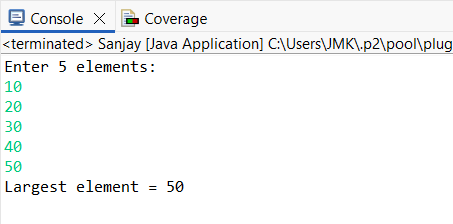 Console Coverage
<terminated> Sanjay [Java Application] C:\Users\JMK\.p2\pool\plug
Enter 5 elements:
10
20
30
40
50
Largest element = 50